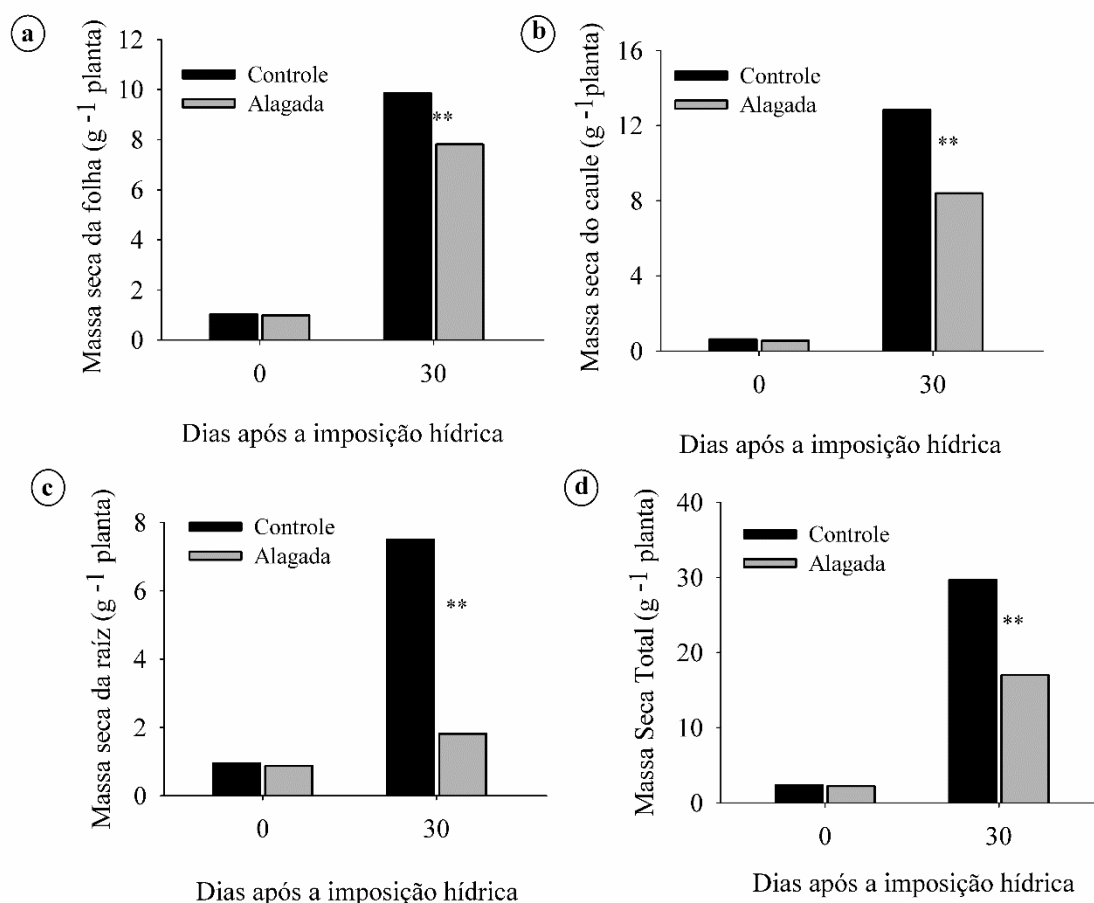 a
Massa seca da folha (g -1 planta)
12
10
8
6
4
2
0
Controle
Alagada
**
0
30
Dias após a imposição hídrica
b
Massa seca do caule (g -1planta)
16
12
8
4
0
Controle
Alagada
**
0
30
Dias após a imposição hídrica
c
Massa seca da raíz (g -1 planta)
8
6
4
2
0
Controle
Alagada
**
0
30
Dias após a imposição hídrica
d
Massa Seca Total (g -1 planta)
40
30
20
10
0
Controle
Alagada
**
0
30
Dias após a imposição hídrica